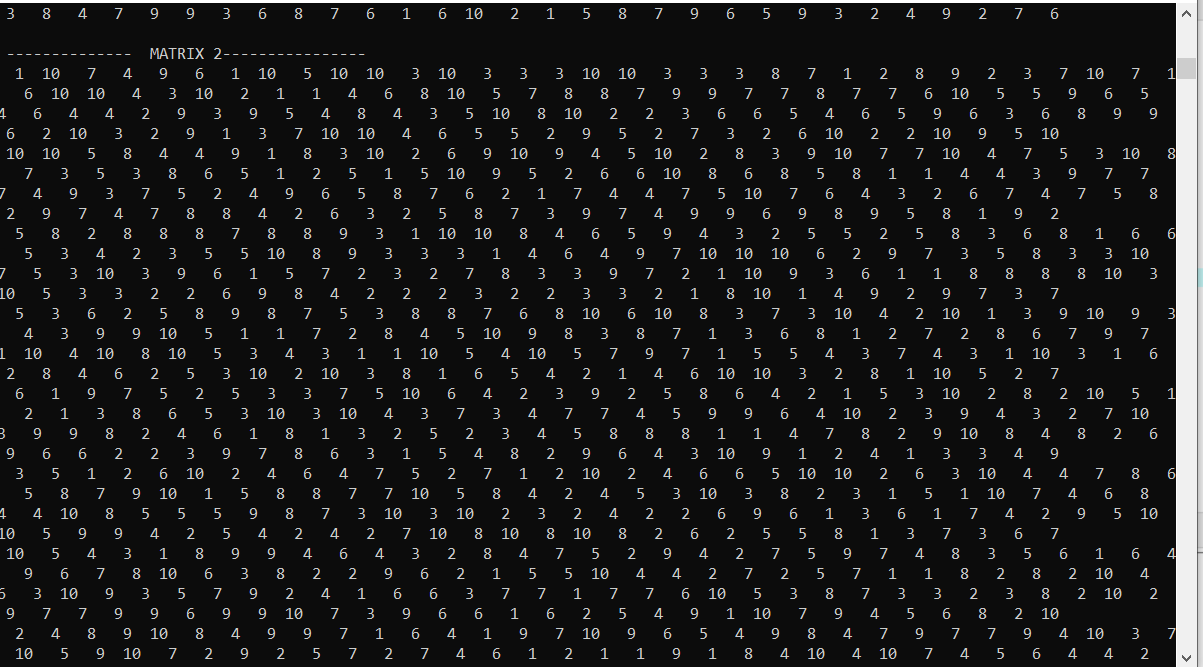 3 8 4 7 9 9 3 6 8 7 6 1 6 10 2 1 5 8 7 9 6 5 9 3 2 4 9 2 7 6
-------------- MATRIX 2----------------
1 10 7 4 9 6 1 10 5 10 10 3 10 3 3 3 10 10 3 3 3 8 7 1 2 8 9 2 3 7 10 7 1
6 10 10 4 3 10 2 1 1 4 6 8 10 5 7 8 8 7 9 9 7 7 8 7 7 6 10 5 5 9 6 5
4 6 4 4 2 9 3 9 5 4 8 4 3 5 10 8 10 2 2 3 6 6 5 4 6 5 9 6 3 6 8 9 9
6 2 10 3 2 9 1 3 7 10 10 4 6 5 5 2 9 5 2 7 3 2 6 10 2 2 10 9 5 10
10 10 5 8 4 4 9 1 8 3 10 2 6 9 10 9 4 5 10 2 8 3 9 10 7 7 10 4 7 5 3 10 8
7 3 5 3 8 6 5 1 2 5 1 5 10 9 5 2 6 6 10 8 6 8 5 8 1 1 4 4 3 9 7 7
7 4 9 3 7 5 2 4 9 6 5 8 7 6 2 1 7 4 4 7 5 10 7 6 4 3 2 6 7 4 7 5 8
2 9 7 4 7 8 8 4 2 6 3 2 5 8 7 3 9 7 4 9 9 6 9 8 9 5 8 1 9 2
5 8 2 8 8 8 7 8 8 9 3 1 10 10 8 4 6 5 9 4 3 2 5 5 2 5 8 3 6 8 1 6 6
5 3 4 2 3 5 5 10 8 9 3 3 3 1 4 6 4 9 7 10 10 10 6 2 9 7 3 5 8 3 3 10
7 5 3 10 3 9 6 1 5 7 2 3 2 7 8 3 3 9 7 2 1 10 9 3 6 1 1 8 8 8 8 10 3
10 5 3 3 2 2 6 9 8 4 2 2 2 3 2 2 3 3 2 1 8 10 1 4 9 2 9 7 3 7
5 3 6 2 5 8 9 8 7 5 3 8 8 7 6 8 10 6 10 8 3 7 3 10 4 2 10 1 3 9 10 9 3
4 3 9 9 10 5 1 1 7 2 8 4 5 10 9 8 3 8 7 1 3 6 8 1 2 7 2 8 6 7 9 7
1 10 4 10 8 10 5 3 4 3 1 1 10 5 4 10 5 7 9 7 1 5 5 4 3 7 4 3 1 10 3 1 6
2 8 4 6 2 5 3 10 2 10 3 8 1 6 5 4 2 1 4 6 10 10 3 2 8 1 10 5 2 7
6 1 9 7 5 2 5 3 3 7 5 10 6 4 2 3 9 2 5 8 6 4 2 1 5 3 10 2 8 2 10 5 1
2 1 3 8 6 5 3 10 3 10 4 3 7 3 4 7 7 4 5 9 9 6 4 10 2 3 9 4 3 2 7 10
3 9 9 8 2 4 6 1 8 1 3 2 5 2 3 4 5 8 8 8 1 1 4 7 8 2 9 10 8 4 8 2 6
9 6 6 2 2 3 9 7 8 6 3 1 5 4 8 2 9 6 4 3 10 9 1 2 4 1 3 3 4 9
3 5 1 2 6 10 2 4 6 4 7 5 2 7 1 2 10 2 4 6 6 5 10 10 2 6 3 10 4 4 7 8 6
5 8 7 9 10 1 5 8 8 7 7 10 5 8 4 2 4 5 3 10 3 8 2 3 1 5 1 10 7 4 6 8
4 4 10 8 5 5 5 9 8 7 3 10 3 10 2 3 2 4 2 2 6 9 6 1 3 6 1 7 4 2 9 5 10
10 5 9 9 4 2 5 4 2 4 2 7 10 8 10 8 10 8 2 6 2 5 5 8 1 3 7 3 6 7
10 5 4 3 1 8 9 9 4 6 4 3 2 8 4 7 5 2 9 4 2 7 5 9 7 4 8 3 5 6 1 6 4
9 6 7 8 10 6 3 8 2 2 9 6 2 1 5 5 10 4 4 2 7 2 5 7 1 1 8 2 8 2 10 4
6 3 10 9 3 5 7 9 2 4 1 6 6 3 7 7 1 7 7 6 10 5 3 8 7 3 3 2 3 8 2 10 2
9 7 7 9 9 6 9 9 10 7 3 9 6 6 1 6 2 5 4 9 1 10 7 9 4 5 6 8 2 10
2 4 8 9 10 8 4 9 9 7 1 6 4 1 9 7 10 9 6 5 4 9 8 4 7 9 7 7 9 4 10 3 7
10 5 9 10 7 2 9 2 5 7 2 7 4 6 1 2 1 1 9 1 8 4 10 4 10 7 4 5 6 4 4 2